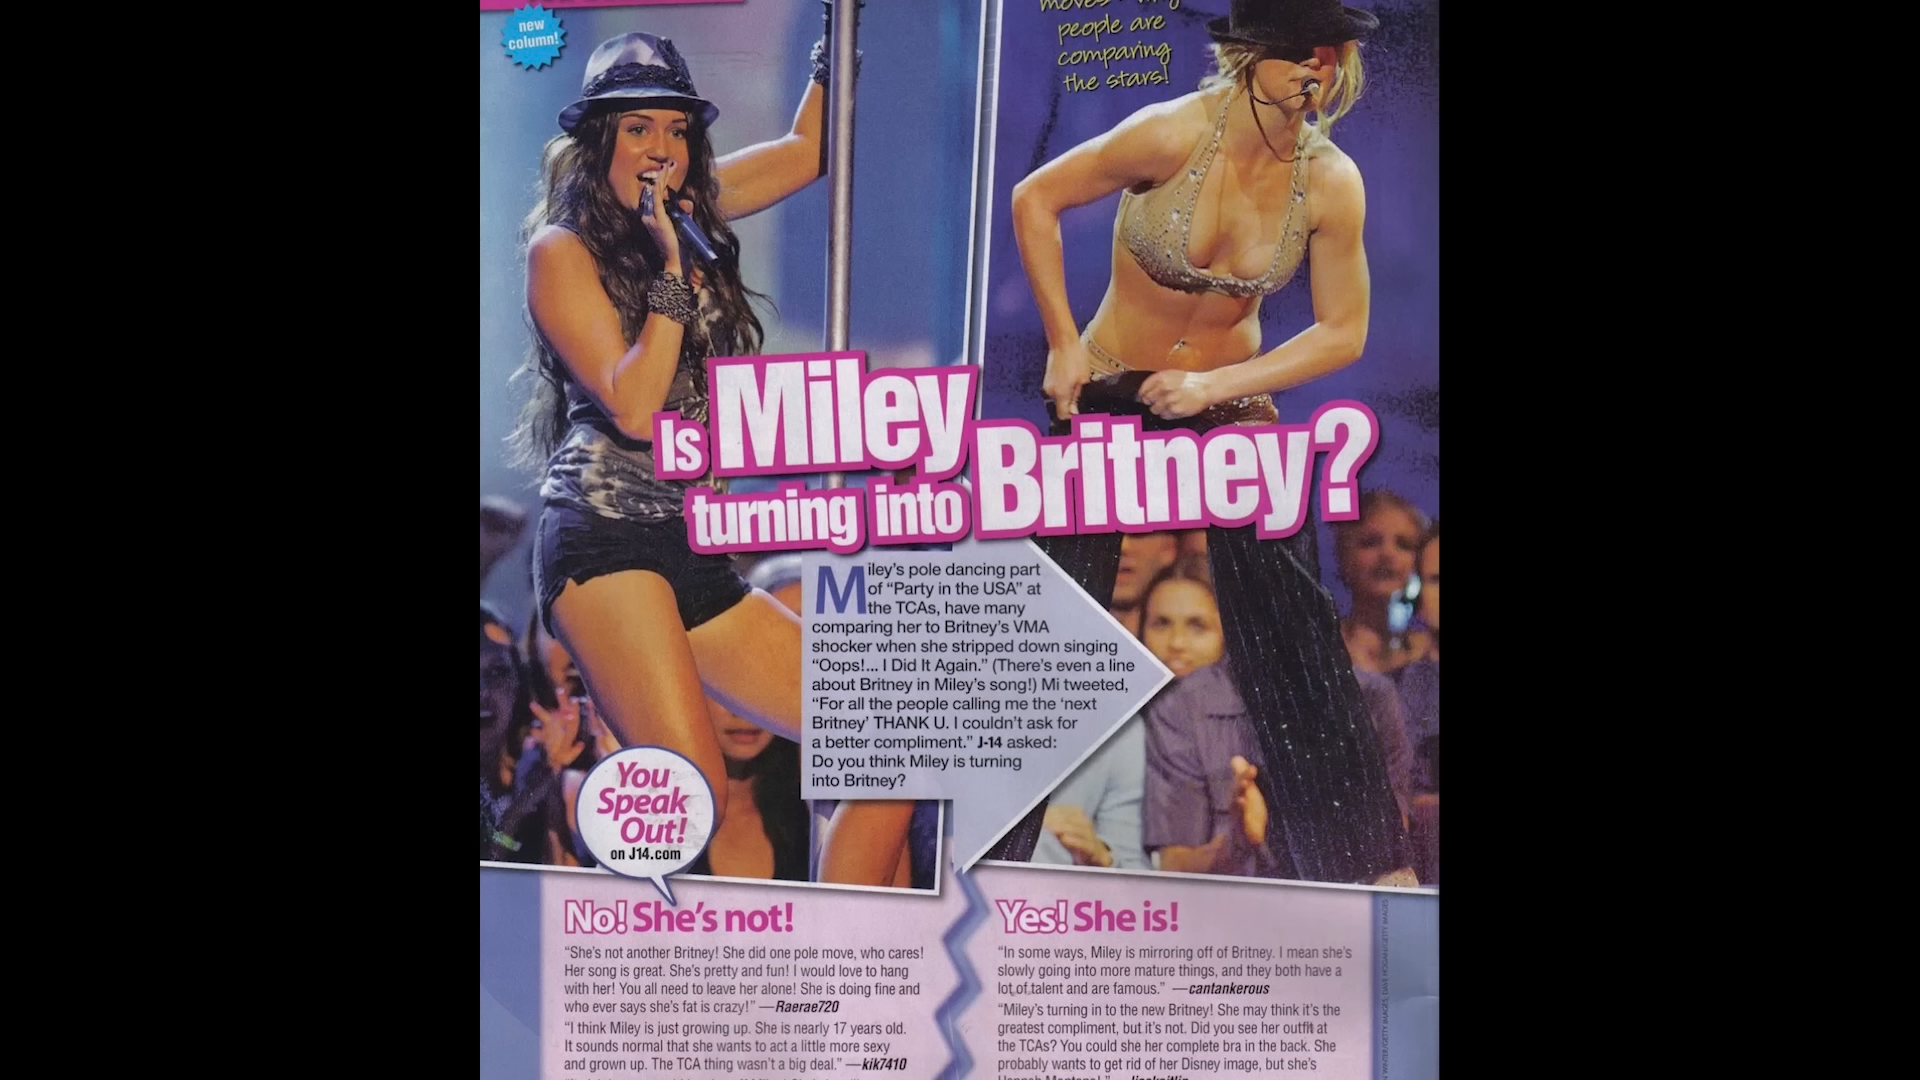 new
column!
people are
comparing
the stars!
Is Miley
turning into Britney?
Miley's pole dancing part
of “Party in the USA” at
the TCAs, have many
comparing her to Britney's VMA
shocker when she stripped down singing
“Oops!... I Did It Again.” (There's even a line
about Britney in Miley's song!) Mi tweeted,
“For all the people calling me the ‘next
Britney’ THANK U. I couldn't ask for
a better compliment.” J-14 asked:
Do you think Miley is turning
into Britney?
You
Speak
Out!
on J14.com
No! She's not!
“She's not another Britney! She did one pole move, who cares!
Her song is great. She's pretty and fun! I would love to hang
with her! You all need to leave her alone! She is doing fine and
who ever says she's fat is crazy!” —Raerae720
“I think Miley is just growing up. She is nearly 17 years old.
It sounds normal that she wants to act a little more sexy
and grown up. The TCA thing wasn't a big deal.” —kik7410
Yes! She is!
“In some ways, Miley is mirroring off of Britney. I mean she's
slowly going into more mature things, and they both have a
lot of talent and are famous.” —cantankerous
“Miley's turning in to the new Britney! She may think it's the
greatest compliment, but it's not. Did you see her outfit at
the TCAs? You could she her complete bra in the back. She
probably wants to get rid of her Disney image, but she's